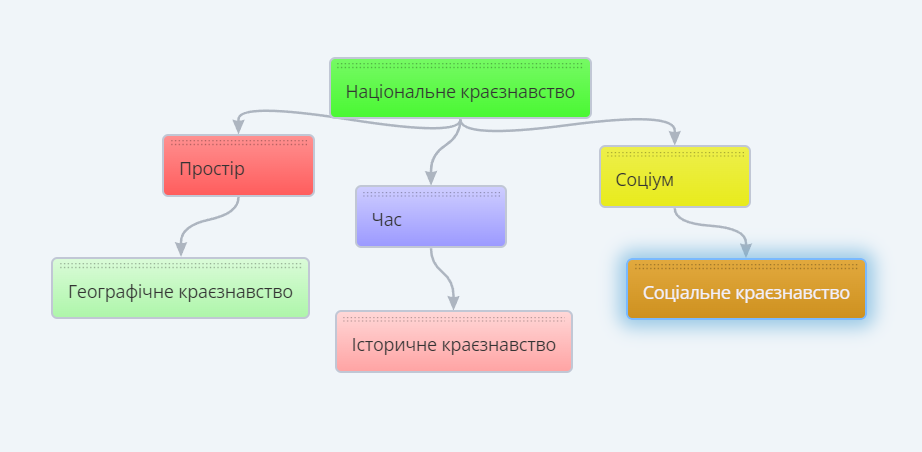 Національне краєзнавство
Простір
Час
Соціум
Географічне краєзнавство
Історичне краєзнавство
Соціальне краєзнавство